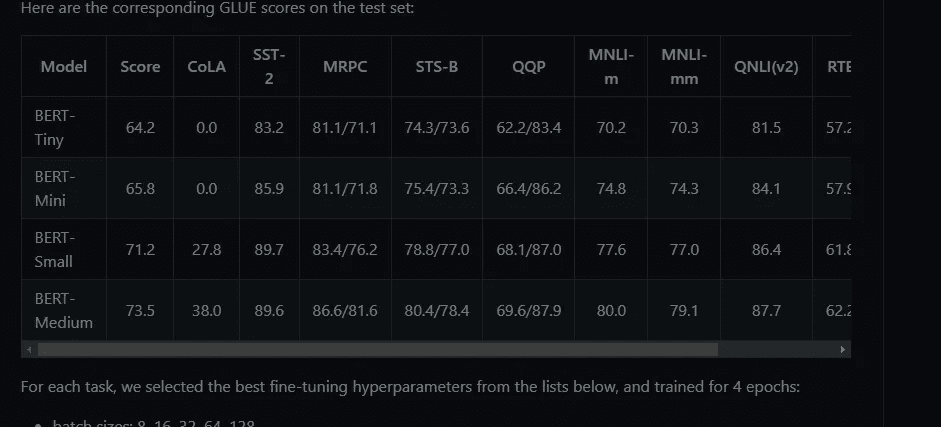 Here are the corresponding GLUE scores on the test set:
Model Score CoLA SST-2 MRPC STS-B QQP MNLI-m MNLI-mm QNLI(v2) RTE
BERT-Tiny 64.2 0.0 83.2 81.1/71.1 74.3/73.6 62.2/83.4 70.2 70.3 81.5 57.2
BERT-Mini 65.8 0.0 85.9 81.1/71.8 75.4/73.3 66.4/86.2 74.8 74.3 84.1 57.9
BERT-Small 71.2 27.8 89.7 83.4/76.2 78.8/77.0 68.1/87.0 77.6 77.0 86.4 61.8
BERT-Medium 73.5 38.0 89.6 86.6/81.6 80.4/78.4 69.6/87.9 80.0 79.1 87.7 62.2
For each task, we selected the best fine-tuning hyperparameters from the lists below, and trained for 4 epochs:
• batch sizes: 8, 16, 32, 64, 128